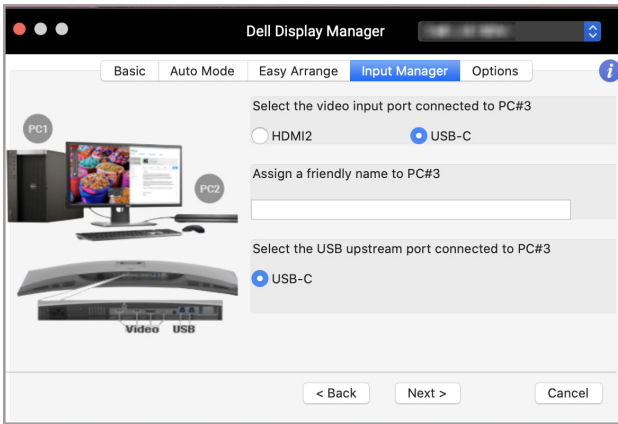 Dell Display Manager
Basic Auto Mode Easy Arrange Input Manager Options
i
Select the video input port connected to PC#3
HDMI2 USB-C
Assign a friendly name to PC#3
Select the USB upstream port connected to PC#3
USB-C
PC1
PC2
Video USB
< Back Next > Cancel